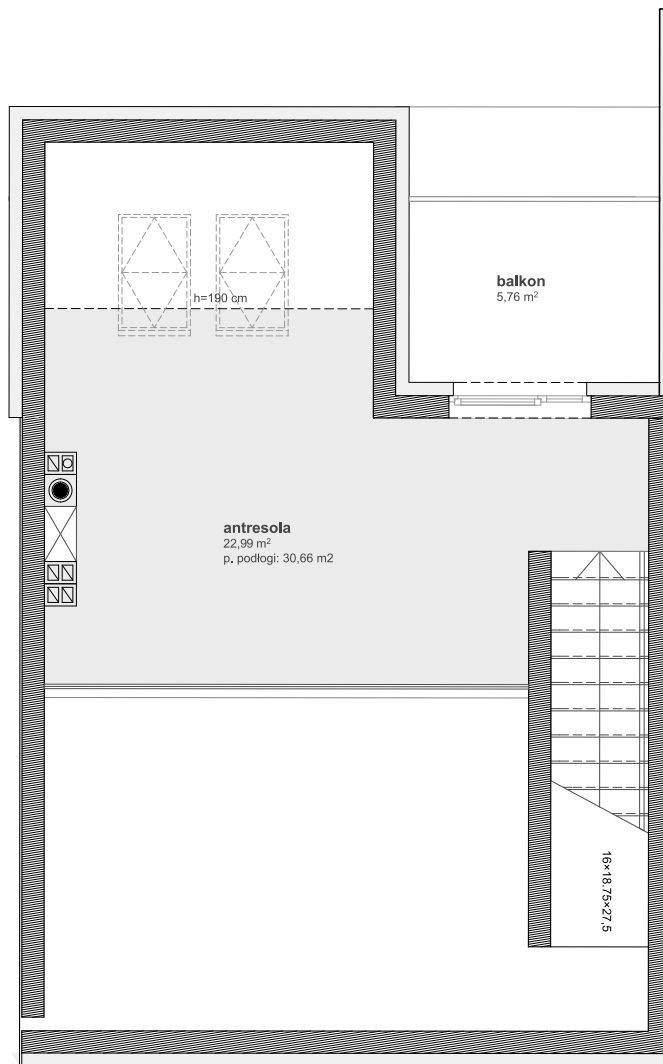 balkon
5,76 m²
h=190 cm
antresola
22,99 m²
p. podłogi: 30,66 m2
16×18.75×27,5